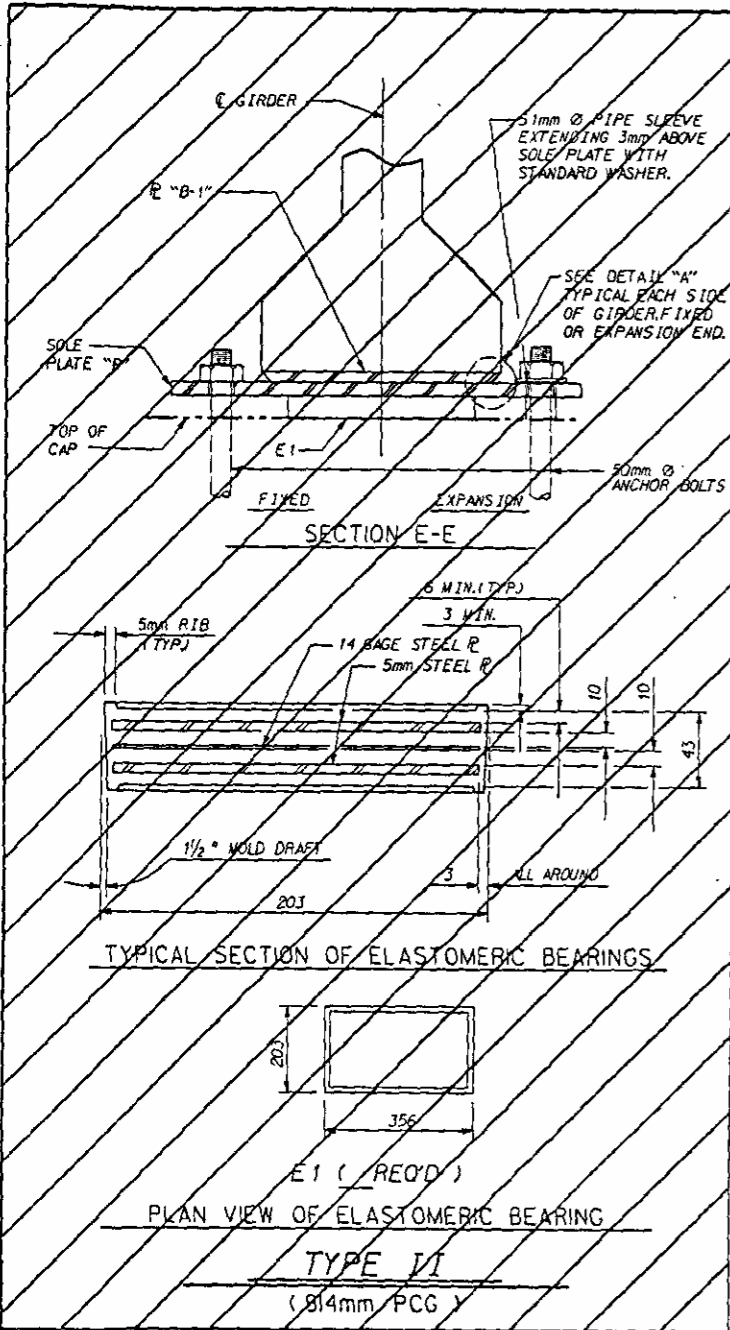 ℄ GIRDER
51mm Ø PIPE SLEEVE
EXTENDING 3mm ABOVE
SOLE PLATE WITH
STANDARD WASHER.
℄ "B-1"
SEE DETAIL "A"
TYPICAL EACH SIDE
OF GIRDER, FIXED
OR EXPANSION END.
SOLE
PLATE "P"
TOP OF
CAP
E1
50mm Ø
ANCHOR BOLTS
FIXED
EXPANSION
SECTION E-E
6 MIN. (TYP.)
3 MIN.
5mm RIB
(TYP.)
14 GAGE STEEL ℄
5mm STEEL ℄
10
10
43
1½ ° MOLD DRAFT
3
ALL AROUND
203
TYPICAL SECTION OF ELASTOMERIC BEARINGS
203
356
E1 ( _ REQ'D )
PLAN VIEW OF ELASTOMERIC BEARING
TYPE II
(914mm PCG )